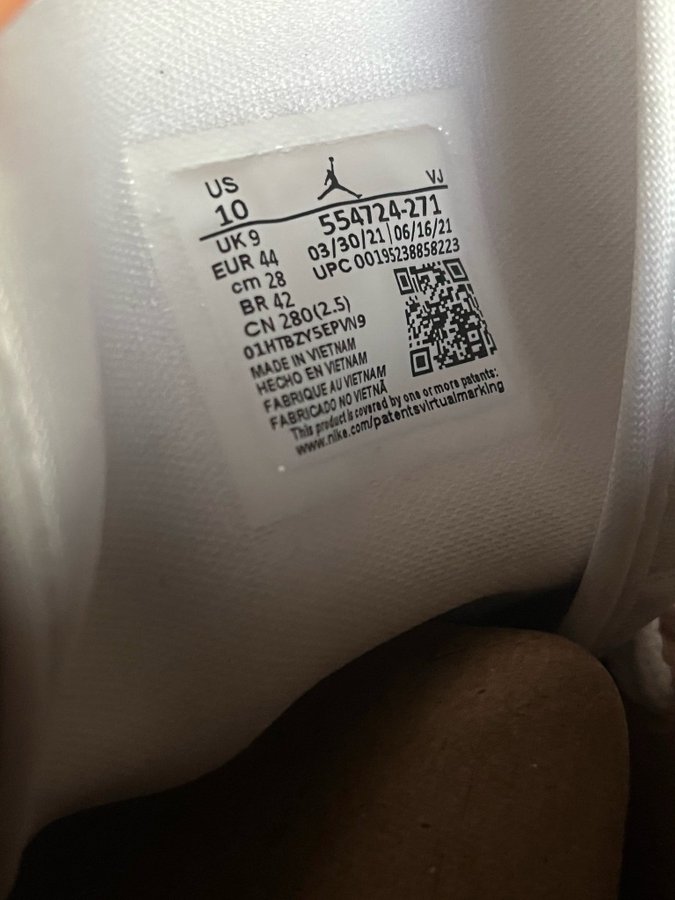 US
10
VJ
UK 9
EUR 44
cm 28
BR 42
CN 280(2.5)
01HTBZY5EPVN9
MADE IN VIETNAM
HECHO EN VIETNAM
FABRIQUE AU VIETNAM
FABRICADO NO VIETNÃ
554724-271
03/30/21|06/16/21
UPC 00195238858223
This product is covered by one or more patents:
www.nike.com/patentsvirtualmarking